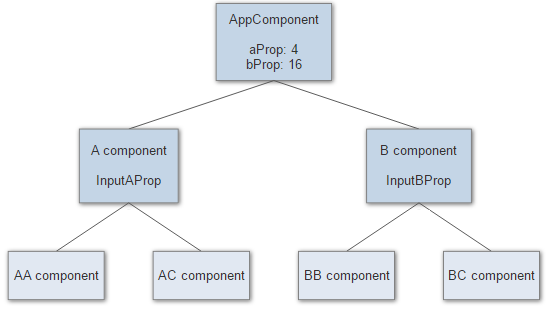 AppComponent
aProp: 4
bProp: 16
A component
InputAProp
B component
InputBProp
AA component
AC component
BB component
BC component